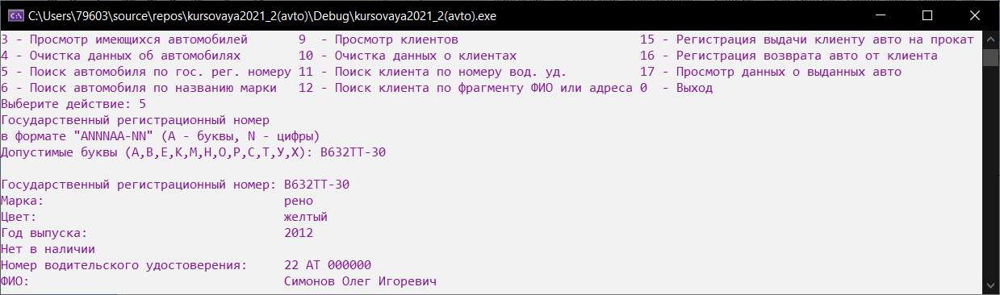 C:\Users\79603\source\repos\kursovaya2021_2(avto)\Debug\kursovaya2021_2(avto).exe
3 - Просмотр имеющихся автомобилей 9 - Просмотр клиентов 15 - Регистрация выдачи клиенту авто на прокат
4 - Очистка данных об автомобилях 10 - Очистка данных о клиентах 16 - Регистрация возврата авто от клиента
5 - Поиск автомобиля по гос. рег. номеру 11 - Поиск клиента по номеру вод. уд. 17 - Просмотр данных о выданных авто
6 - Поиск автомобиля по названию марки 12 - Поиск клиента по фрагменту ФИО или адреса 0 - Выход
Выберите действие: 5
Государственный регистрационный номер
в формате "ANNNAA-NN" (A - буквы, N - цифры)
Допустимые буквы (А,В,Е,К,М,Н,О,Р,С,Т,У,Х): В632ТТ-30
Государственный регистрационный номер: В632ТТ-30
Марка: рено
Цвет: желтый
Год выпуска: 2012
Нет в наличии
Номер водительского удостоверения: 22 АТ 000000
ФИО: Симонов Олег Игоревич